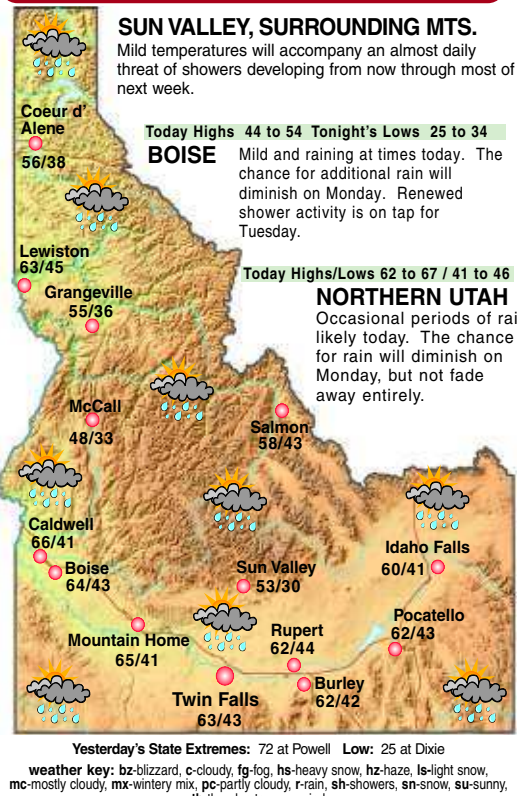 SUN VALLEY, SURROUNDING MTS.
Mild temperatures will accompany an almost daily
threat of showers developing from now through most of
next week.
Today Highs 44 to 54 Tonight's Lows 25 to 34
BOISE
Mild and raining at times today. The
chance for additional rain will
diminish on Monday. Renewed
shower activity is on tap for
Tuesday.
Today Highs/Lows 62 to 67 / 41 to 46
NORTHERN UTAH
Occasional periods of rai
likely today. The chance
for rain will diminish on
Monday, but not fade
away entirely.
Coeur d'
Alene
56/38
Lewiston
63/45
Grangeville
55/36
McCall
48/33
Salmon
58/43
Caldwell
66/41
Boise
64/43
Sun Valley
53/30
Idaho Falls
60/41
Mountain Home
65/41
Rupert
62/44
Pocatello
62/43
Burley
62/42
Twin Falls
63/43
Yesterday's State Extremes: 72 at Powell Low: 25 at Dixie
weather key: bz-blizzard, c-cloudy, fg-fog, hs-heavy snow, hz-haze, ls-light snow,
mc-mostly cloudy, mx-wintery mix, pc-partly cloudy, r-rain, sh-showers, sn-snow, su-sunny,